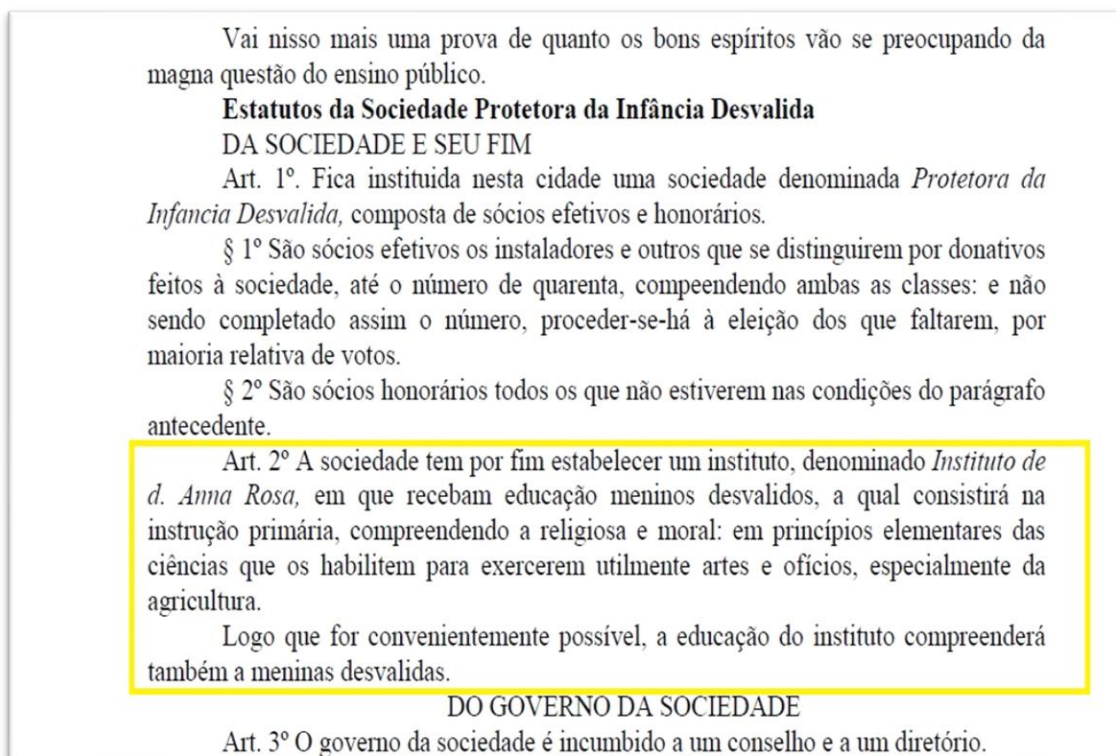 Vai nisso mais uma prova de quanto os bons espíritos vão se preocupando da
magna questão do ensino público.
Estatutos da Sociedade Protetora da Infância Desvalida
DA SOCIEDADE E SEU FIM
Art. 1º. Fica instituida nesta cidade uma sociedade denominada Protetora da
Infancia Desvalida, composta de sócios efetivos e honorários.
§ 1º São sócios efetivos os instaladores e outros que se distinguirem por donativos
feitos à sociedade, até o número de quarenta, compeendendo ambas as classes: e não
sendo completado assim o número, proceder-se-há à eleição dos que faltarem, por
maioria relativa de votos.
§ 2º São sócios honorários todos os que não estiverem nas condições do parágrafo
antecedente.
Art. 2º A sociedade tem por fim estabelecer um instituto, denominado Instituto de
d. Anna Rosa, em que recebam educação meninos desvalidos, a qual consistirá na
instrução primária, compreendendo a religiosa e moral: em princípios elementares das
ciências que os habilitem para exercerem utilmente artes e ofícios, especialmente da
agricultura.
Logo que for convenientemente possível, a educação do instituto compreenderá
também a meninas desvalidas.
DO GOVERNO DA SOCIEDADE
Art. 3º O governo da sociedade é incumbido a um conselho e a um diretório.